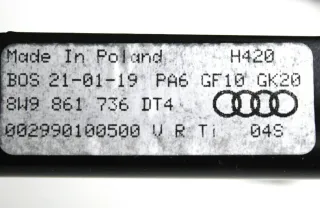 Made In Poland H420
BOS 21-01-19 PA6 GF10 GK20
8W9 861 736 DT4
002990100500 V R Ti 04S